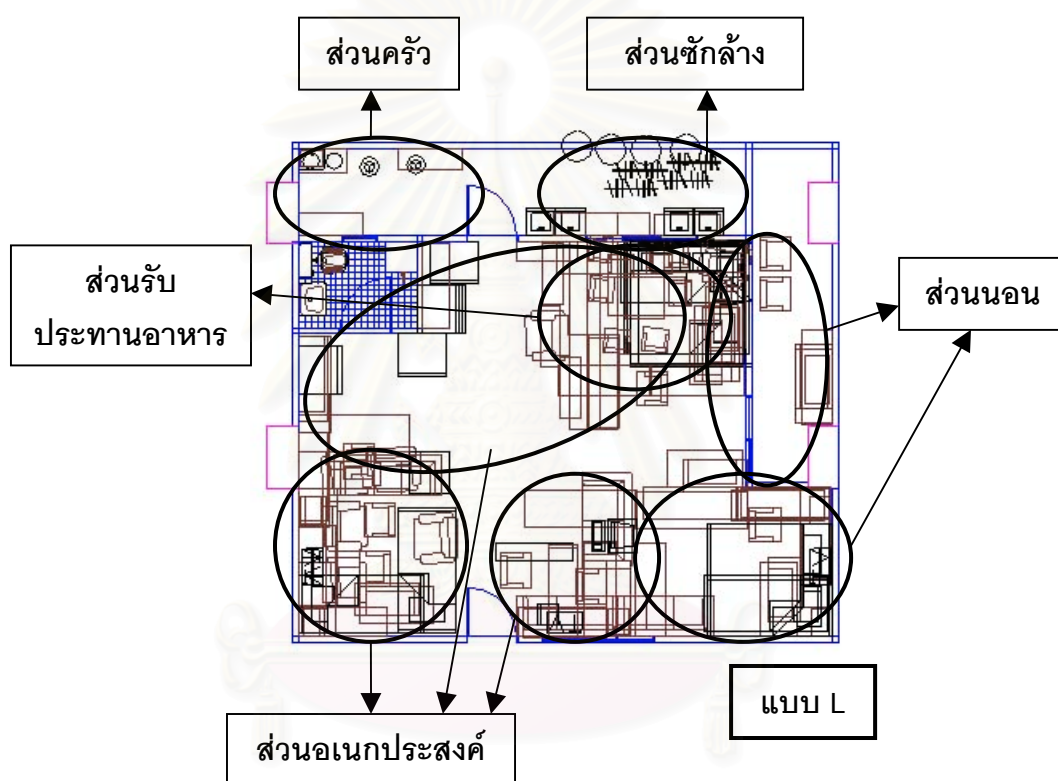 ส่วนครัว
ส่วนซักล้าง
ส่วนรับ
ประทานอาหาร
ส่วนนอน
แบบ L
ส่วนอเนกประสงค์